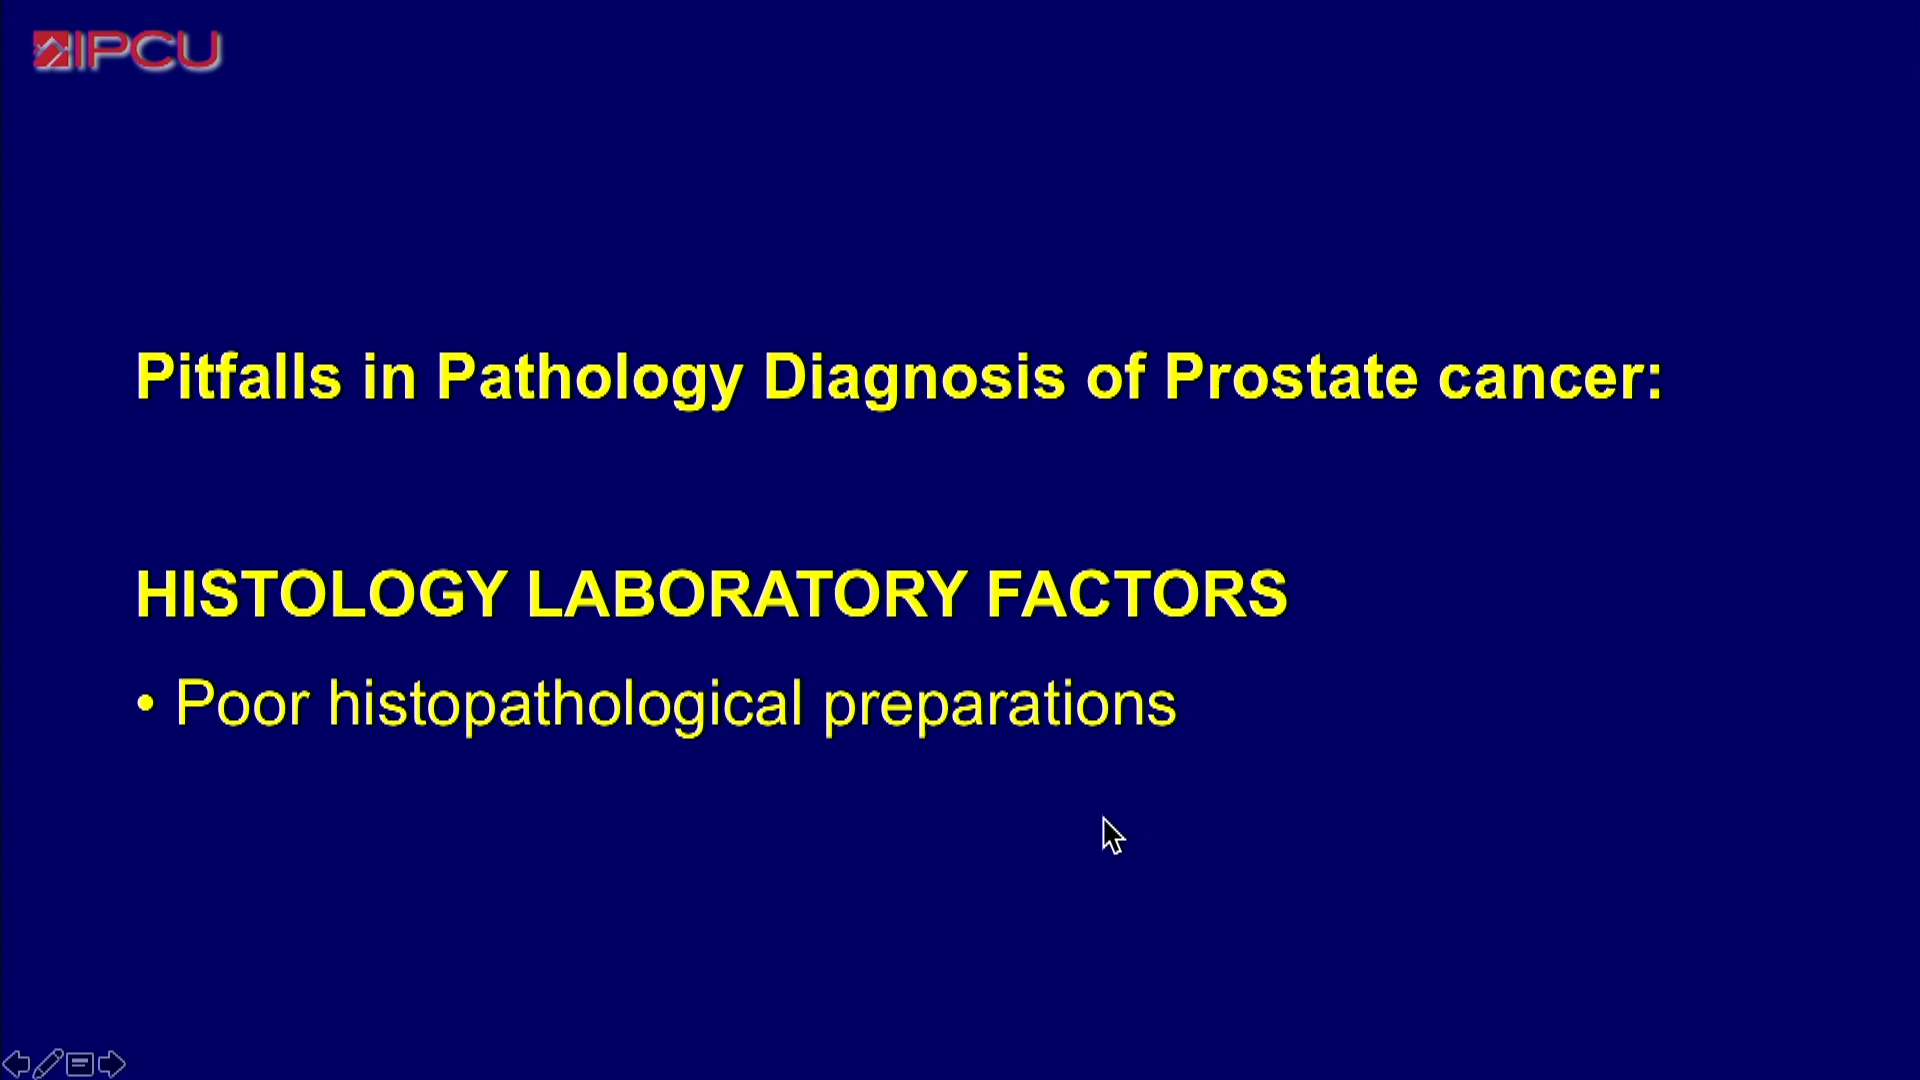 IPCU
Pitfalls in Pathology Diagnosis of Prostate cancer:
HISTOLOGY LABORATORY FACTORS
• Poor histopathological preparations